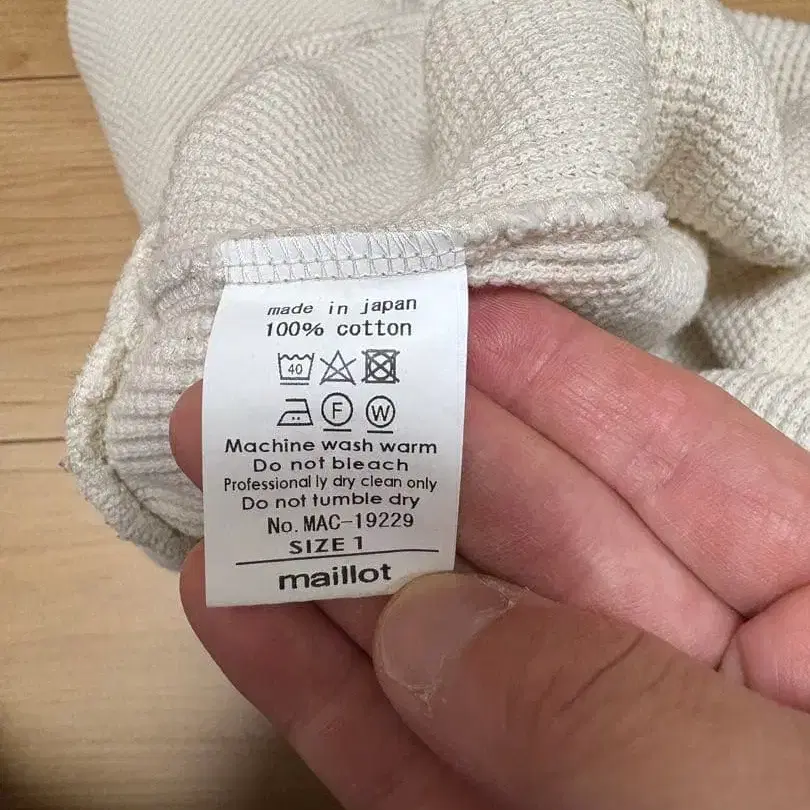 made in japan
100% cotton
40
F W
Machine wash warm
Do not bleach
Professional ly dry clean only
Do not tumble dry
No. MAC-19229
SIZE 1
maillot